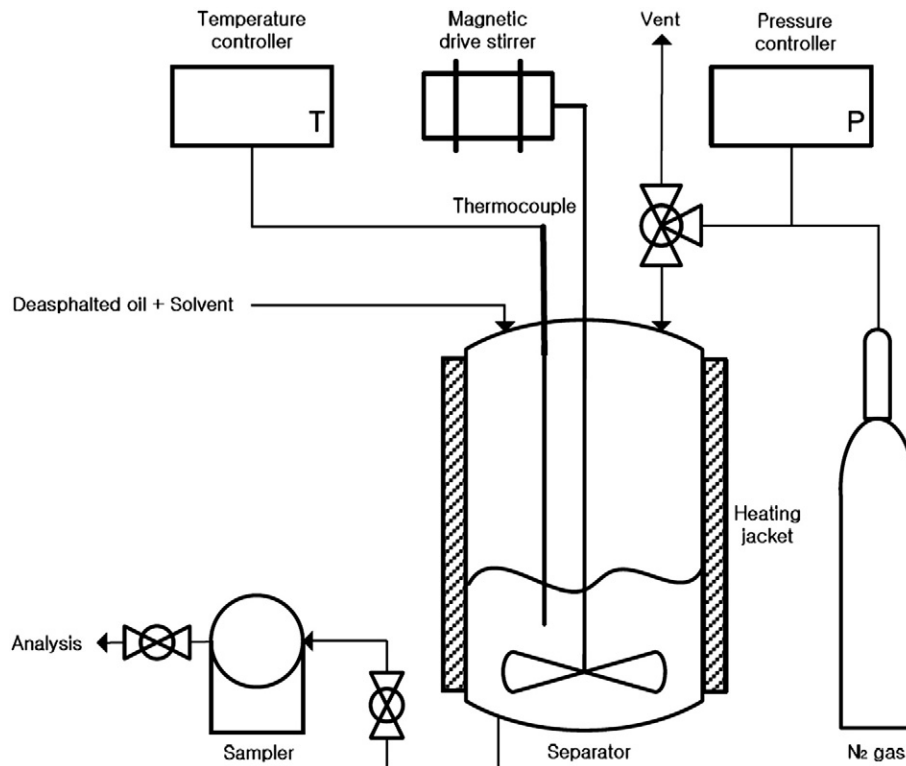 Temperature
controller
Magnetic
drive stirrer
Vent
Pressure
controller
T
P
Thermocouple
Deasphalted oil + Solvent
Heating
jacket
Analysis
Sampler
Separator
N₂ gas